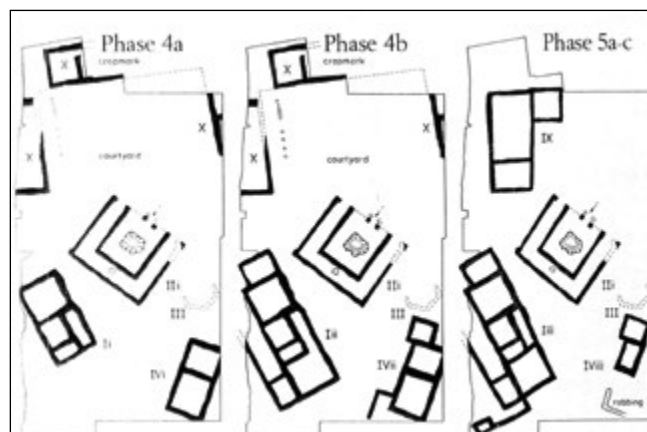 Phase 4a
X
cropmark
X
X
courtyard
IIi
III
Ii
IVi
Phase 4b
X
cropmark
X
X
courtyard
IIi
III
Iii
IVii
Phase 5a-c
IX
IIi
III
Iii
IViii
robbing